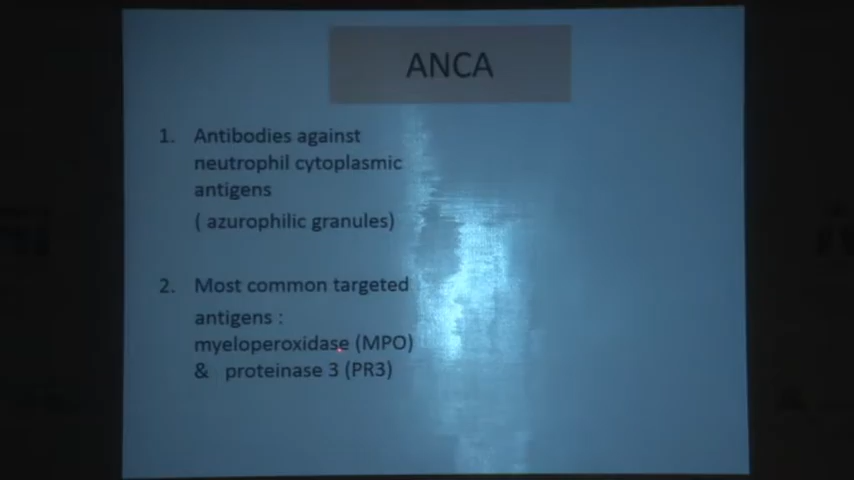 ANCA
1. Antibodies against
neutrophil cytoplasmic
antigens
( azurophilic granules)
2. Most common targeted
antigens :
myeloperoxidase (MPO)
& proteinase 3 (PR3)